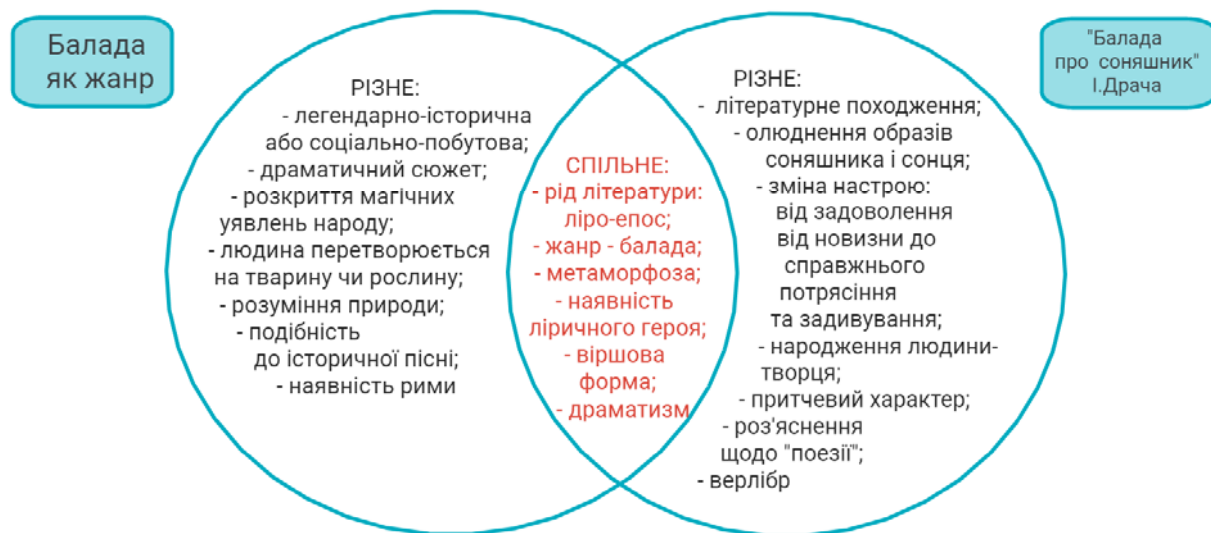 Балада
як жанр
РІЗНЕ:
- легендарно-історична
або соціально-побутова;
- драматичний сюжет;
- розкриття магічних
уявлень народу;
- людина перетворюється
на тварину чи рослину;
- розуміння природи;
- подібність
до історичної пісні;
- наявність рими
СПІЛЬНЕ:
- рід літератури:
ліро-епос;
- жанр - балада;
- метаморфоза;
- наявність
ліричного героя;
- віршова
форма;
- драматизм
РІЗНЕ:
- літературне походження;
- олюднення образів
соняшника і сонця;
- зміна настрою:
від задоволення
від новизни до
справжнього
потрясіння
та задивування;
- народження людини-
творця;
- притчевий характер;
- роз'яснення
щодо "поезії";
- верлібр
"Балада
про соняшник"
І.Драча